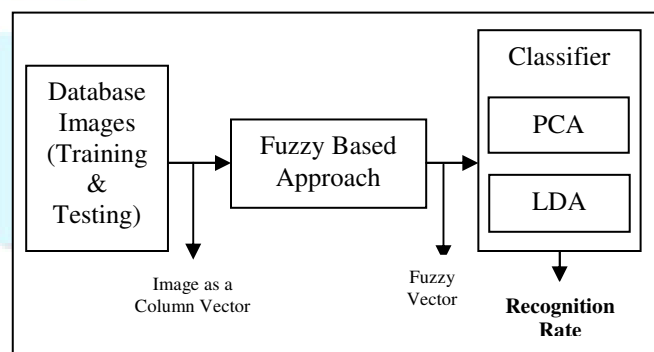 Database
Images
(Training
&
Testing)
Fuzzy Based
Approach
Classifier
PCA
LDA
Image as a
Column Vector
Fuzzy
Vector
Recognition
Rate